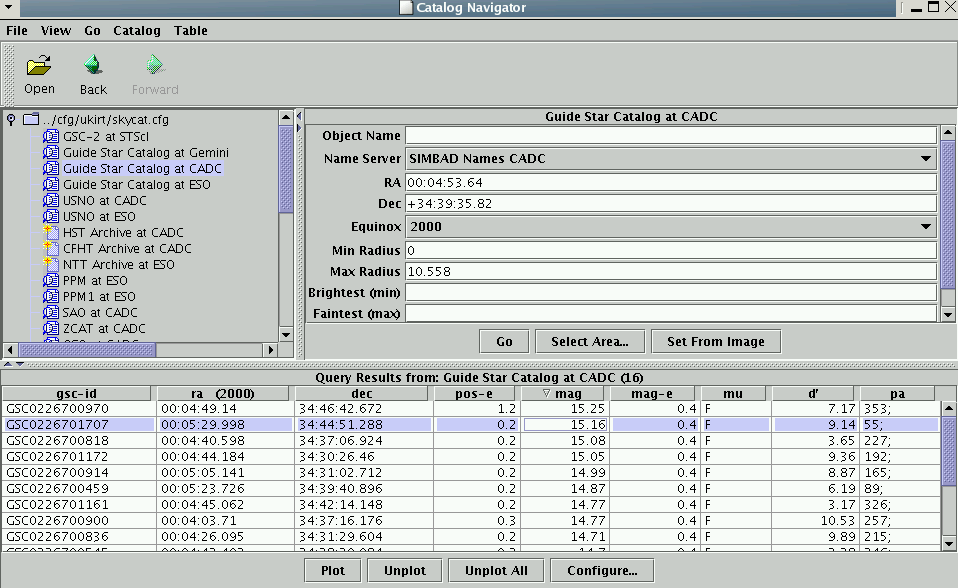 Catalog Navigator
File View Go Catalog Table
Open Back Forward
../cfg/ukirt/skycat.cfg
GSC-2 at STScI
Guide Star Catalog at Gemini
Guide Star Catalog at CADC
Guide Star Catalog at ESO
USNO at CADC
USNO at ESO
HST Archive at CADC
CFHT Archive at CADC
NTT Archive at ESO
PPM at ESO
PPM1 at ESO
SAO at CADC
ZCAT at CADC
Guide Star Catalog at CADC
Object Name
Name Server SIMBAD Names CADC
RA 00:04:53.64
Dec +34:39:35.82
Equinox 2000
Min Radius 0
Max Radius 10.558
Brightest (min)
Faintest (max)
Go Select Area... Set From Image
Query Results from: Guide Star Catalog at CADC (16)
gsc-id ra (2000) dec pos-e mag mag-e mu d' pa
GSC0226700970 00:04:49.14 34:46:42.672 1.2 15.25 0.4 F 7.17 353;
GSC0226701707 00:05:29.998 34:44:51.288 0.2 15.16 0.4 F 9.14 55;
GSC0226700818 00:04:40.598 34:37:06.924 0.2 15.08 0.4 F 3.65 227;
GSC0226701172 00:04:44.184 34:30:26.46 0.2 15.05 0.4 F 9.36 192;
GSC0226700914 00:05:05.141 34:31:02.712 0.2 14.99 0.4 F 8.87 165;
GSC0226700459 00:05:23.726 34:39:40.896 0.2 14.87 0.4 F 6.19 89;
GSC0226701161 00:04:45.062 34:42:14.148 0.2 14.77 0.4 F 3.17 326;
GSC0226700900 00:04:03.71 34:37:16.176 0.3 14.77 0.4 F 10.53 257;
GSC0226700836 00:04:26.095 34:31:29.604 0.2 14.71 0.4 F 9.89 215;
Plot Unplot Unplot All Configure...